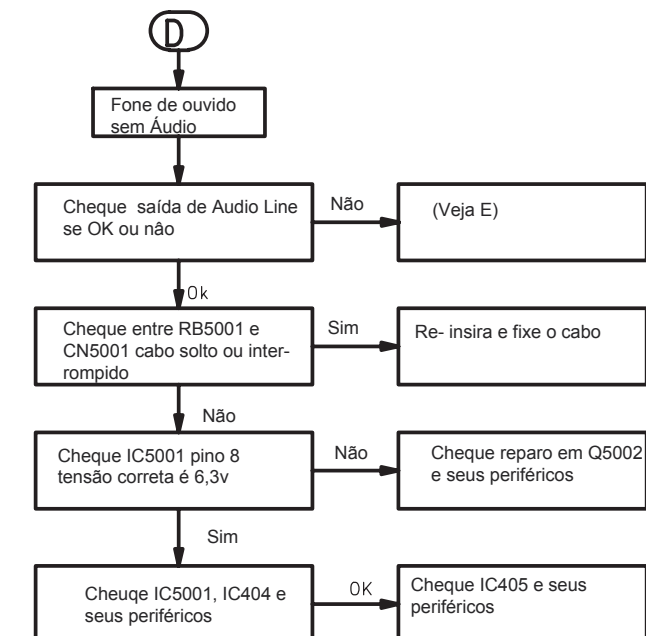 D
Fone de ouvido
sem Áudio
Cheque saída de Audio Line
se OK ou nâo
Não
(Veja E)
Ok
Cheque entre RB5001 e
CN5001 cabo solto ou inter-
rompido
Sim
Re- insira e fixe o cabo
Não
Cheque IC5001 pino 8
tensão correta é 6,3v
Não
Cheque reparo em Q5002
e seus periféricos
Sim
Cheuqe IC5001, IC404 e
seus periféricos
OK
Cheque IC405 e seus
periféricos